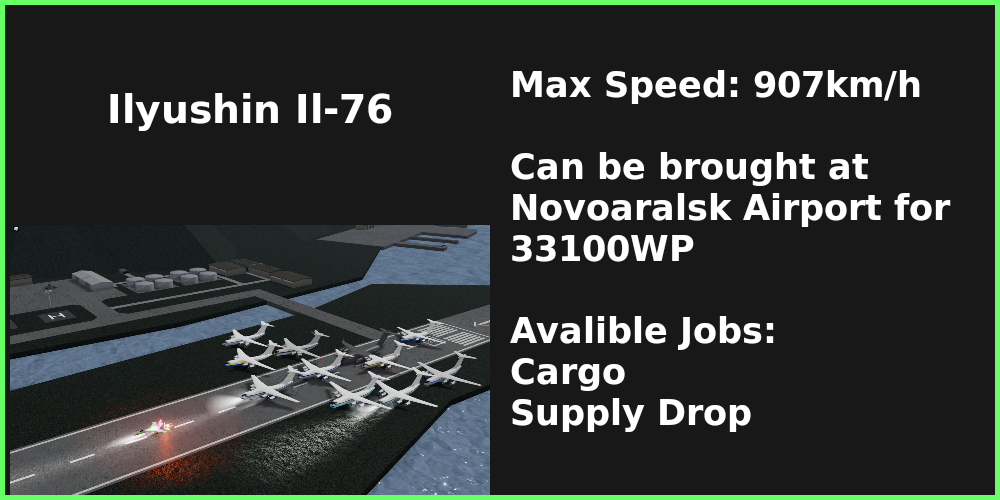 Ilyushin Il-76
Max Speed: 907km/h
Can be brought at
Novoaralsk Airport for
33100WP
Avalible Jobs:
Cargo
Supply Drop